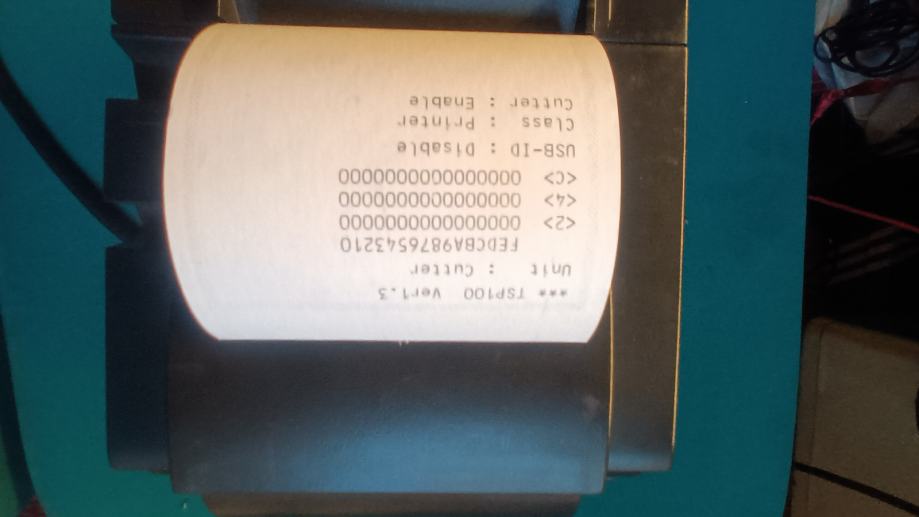 *** TSP100  Ver1.3
Unit   : Cutter
FEDCBA9876543210
<2>  0000000000000000
<4>  0000000000000000
<C>  0000000000000000
USB-ID : Disable
Class  : Printer
Cutter : Enable